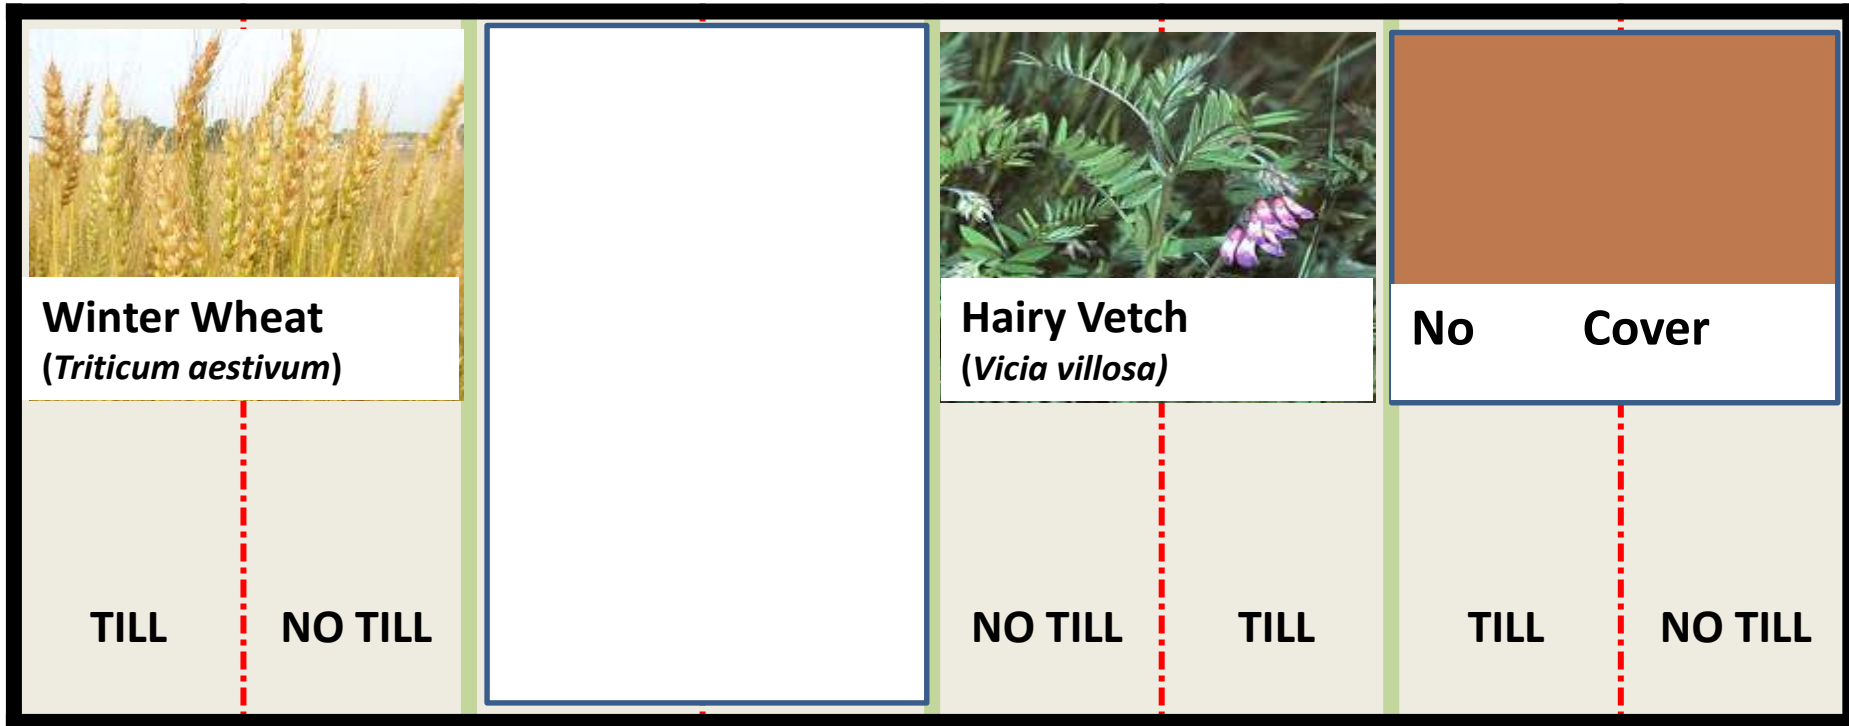 Winter Wheat
(Triticum aestivum)
Hairy Vetch
(Vicia villosa)
No Cover
TILL NO TILL NO TILL TILL TILL NO TILL